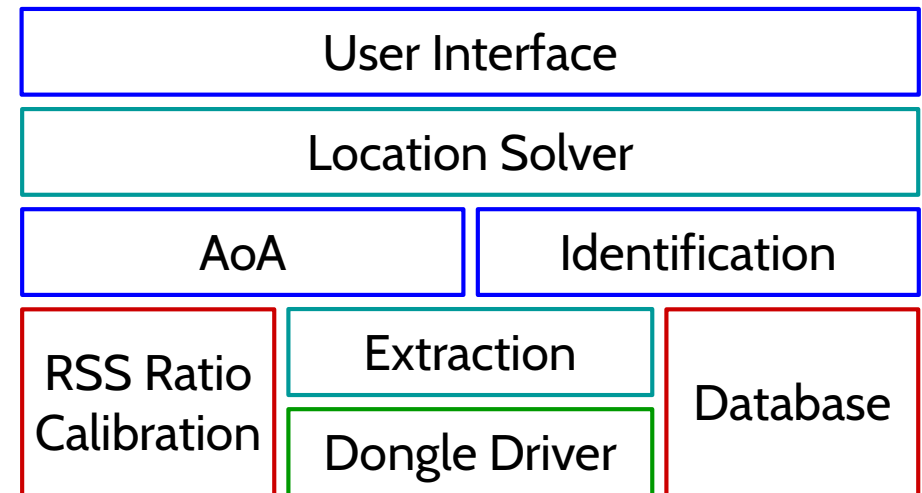 User Interface
Location Solver
AoA
Identification
RSS Ratio
Calibration
Extraction
Dongle Driver
Database